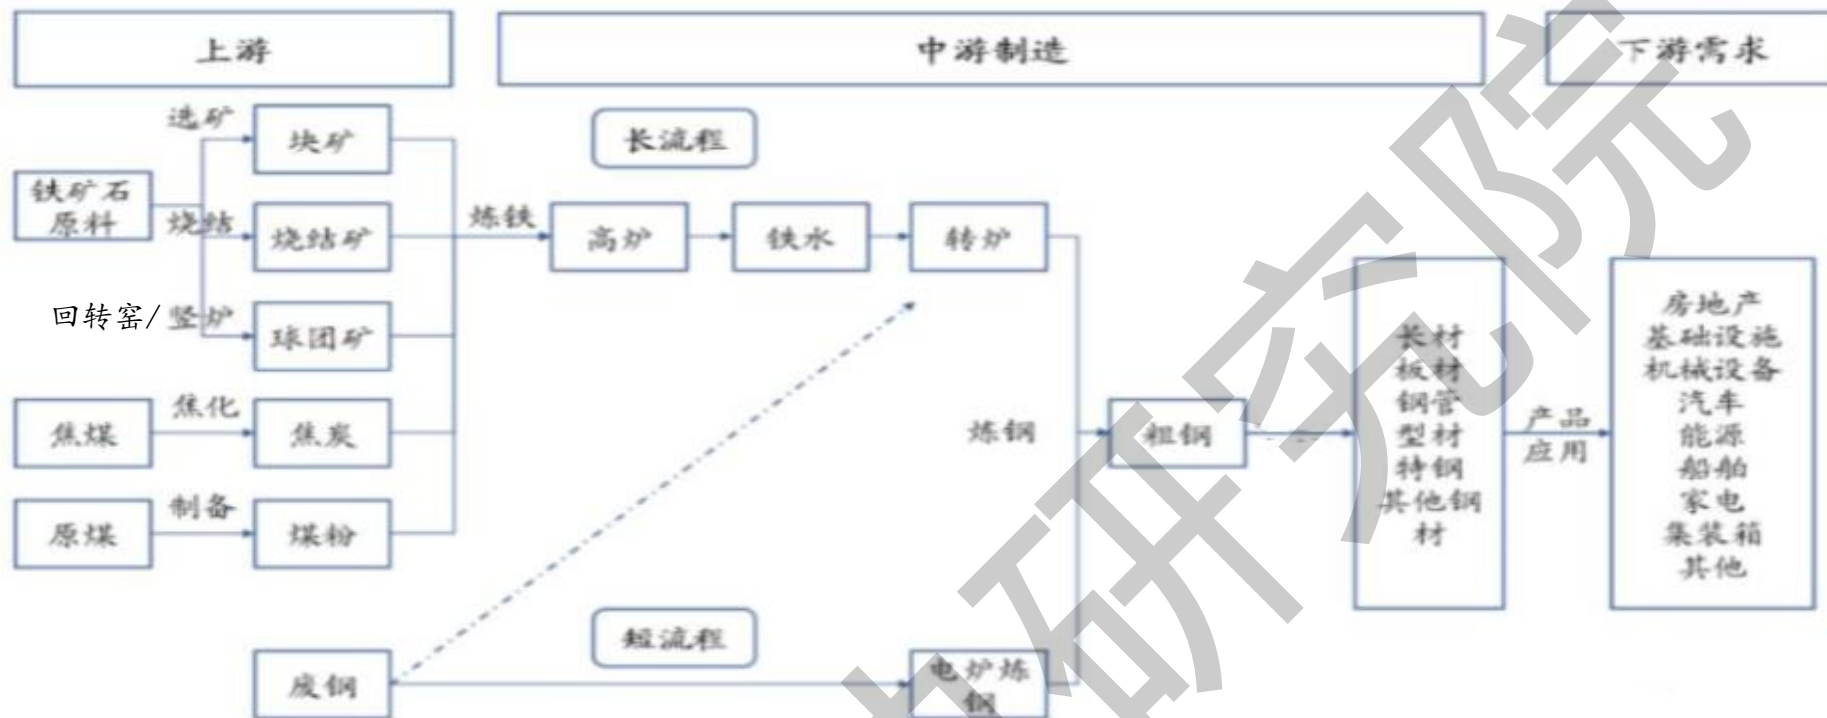 上游
中游制造
下游需求
选矿
块矿
长流程
铁矿石
原料
烧结
烧结矿
炼铁
高炉
铁水
转炉
回转窑/竖炉
球团矿
焦煤
焦化
焦炭
原煤
制备
煤粉
炼钢
粗钢
长材
板材
钢管
型材
特钢
其他钢
材
产品
应用
房地产
基础设施
机械设备
汽车
能源
船舶
家电
集装箱
其他
短流程
废钢
电炉炼
钢
研究院